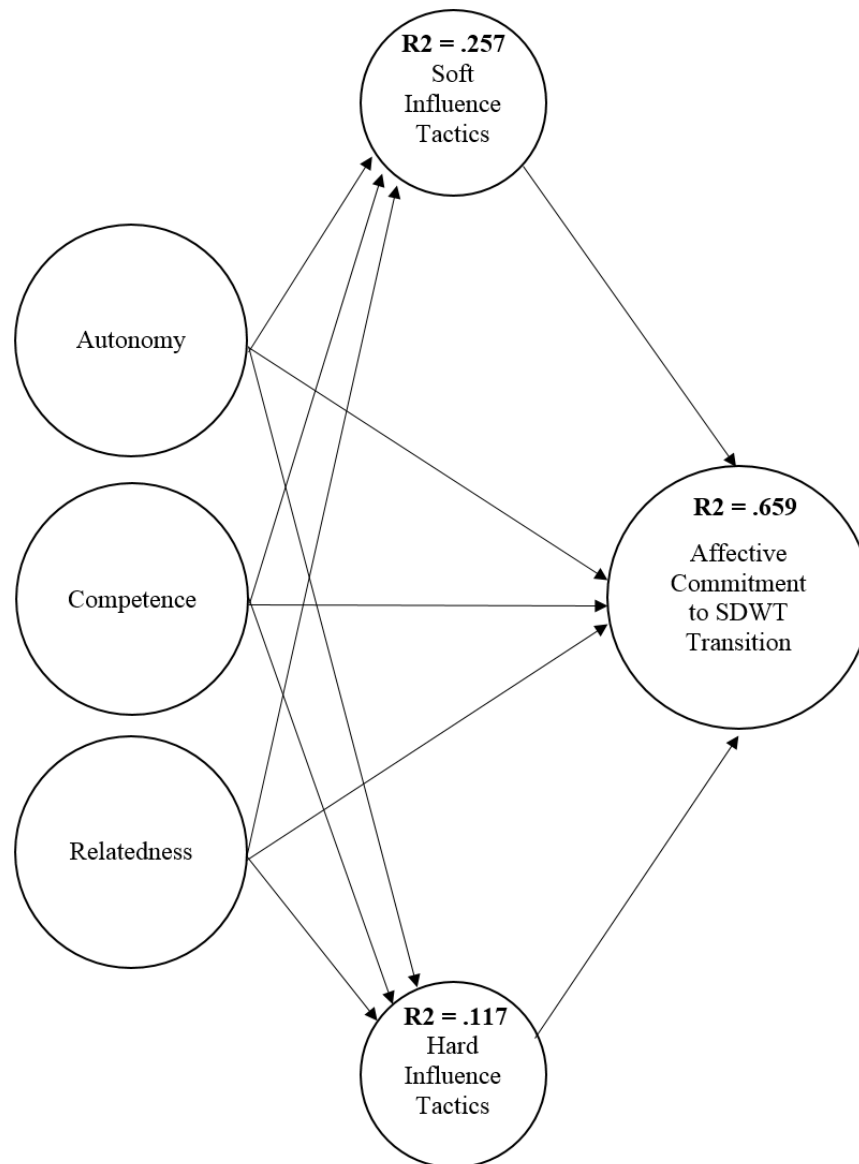 R2 = .257
Soft
Influence
Tactics
Autonomy
Competence
R2 = .659
Affective
Commitment
to SDWT
Transition
Relatedness
R2 = .117
Hard
Influence
Tactics